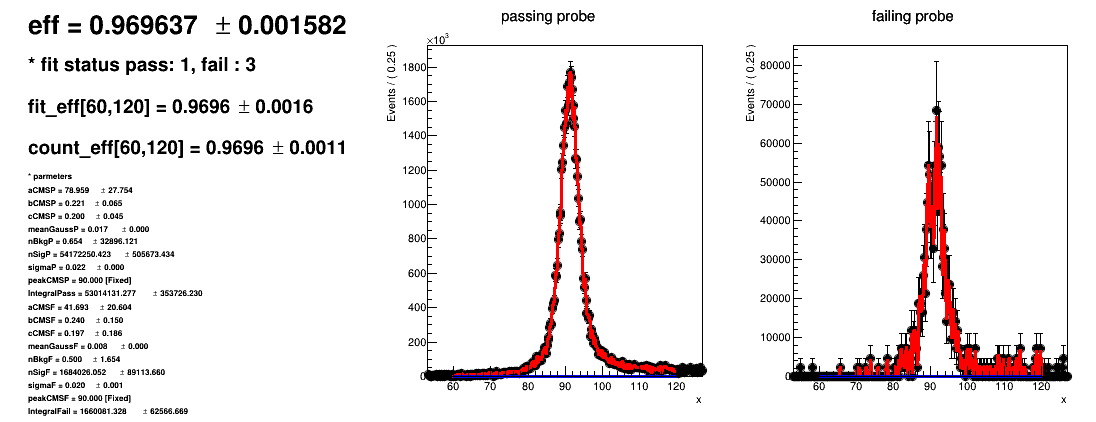 eff = 0.969637 ± 0.001582
* fit status pass: 1, fail : 3
fit_eff[60,120] = 0.9696 ± 0.0016
count_eff[60,120] = 0.9696 ± 0.0011
* parmeters
aCMSP = 78.959 ± 27.754
bCMSP = 0.221 ± 0.065
cCMSP = 0.200 ± 0.045
meanGaussP = 0.017 ± 0.000
nBkgP = 0.654 ± 32896.121
nSigP = 54172250.423 ± 505673.434
sigmaP = 0.022 ± 0.000
peakCMSP = 90.000 [Fixed]
IntegralPass = 53014131.277 ± 353726.230
aCMSF = 41.693 ± 20.604
bCMSF = 0.240 ± 0.150
cCMSF = 0.197 ± 0.186
meanGaussF = 0.008 ± 0.000
nBkgF = 0.500 ± 1.654
nSigF = 1684026.052 ± 89113.660
sigmaF = 0.020 ± 0.001
peakCMSF = 90.000 [Fixed]
IntegralFail = 1660081.328 ± 62566.669
passing probe
×10³
Events / ( 0.25 )
1800
1600
1400
1200
1000
800
600
400
200
0
60 70 80 90 100 110 120
x
failing probe
Events / ( 0.25 )
80000
70000
60000
50000
40000
30000
20000
10000
0
60 70 80 90 100 110 120
x